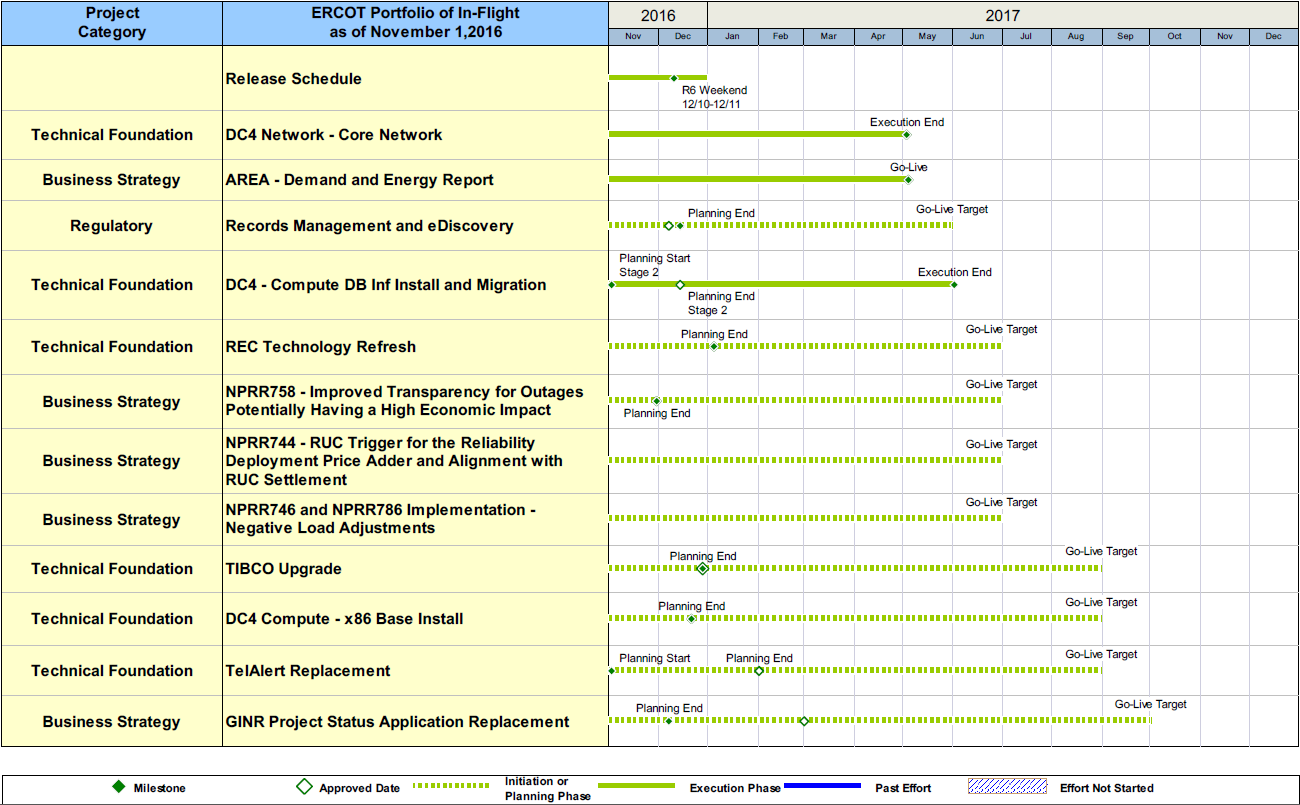 Project
Category
ERCOT Portfolio of In-Flight
as of November 1,2016
2016
2017
Nov
Dec
Jan
Feb
Mar
Apr
May
Jun
Jul
Aug
Sep
Oct
Nov
Dec
Release Schedule
R6 Weekend
12/10-12/11
Technical Foundation
DC4 Network - Core Network
Execution End
Business Strategy
AREA - Demand and Energy Report
Go-Live
Regulatory
Records Management and eDiscovery
Planning End
Go-Live Target
Technical Foundation
DC4 - Compute DB Inf Install and Migration
Planning Start
Stage 2
Planning End
Stage 2
Execution End
Technical Foundation
REC Technology Refresh
Planning End
Go-Live Target
Business Strategy
NPRR758 - Improved Transparency for Outages
Potentially Having a High Economic Impact
Planning End
Go-Live Target
Business Strategy
NPRR744 - RUC Trigger for the Reliability
Deployment Price Adder and Alignment with
RUC Settlement
Go-Live Target
Business Strategy
NPRR746 and NPRR786 Implementation -
Negative Load Adjustments
Go-Live Target
Technical Foundation
TIBCO Upgrade
Planning End
Go-Live Target
Technical Foundation
DC4 Compute - x86 Base Install
Planning End
Go-Live Target
Technical Foundation
TelAlert Replacement
Planning Start
Planning End
Go-Live Target
Business Strategy
GINR Project Status Application Replacement
Planning End
Go-Live Target
Milestone
Approved Date
Initiation or
Planning Phase
Execution Phase
Past Effort
Effort Not Started